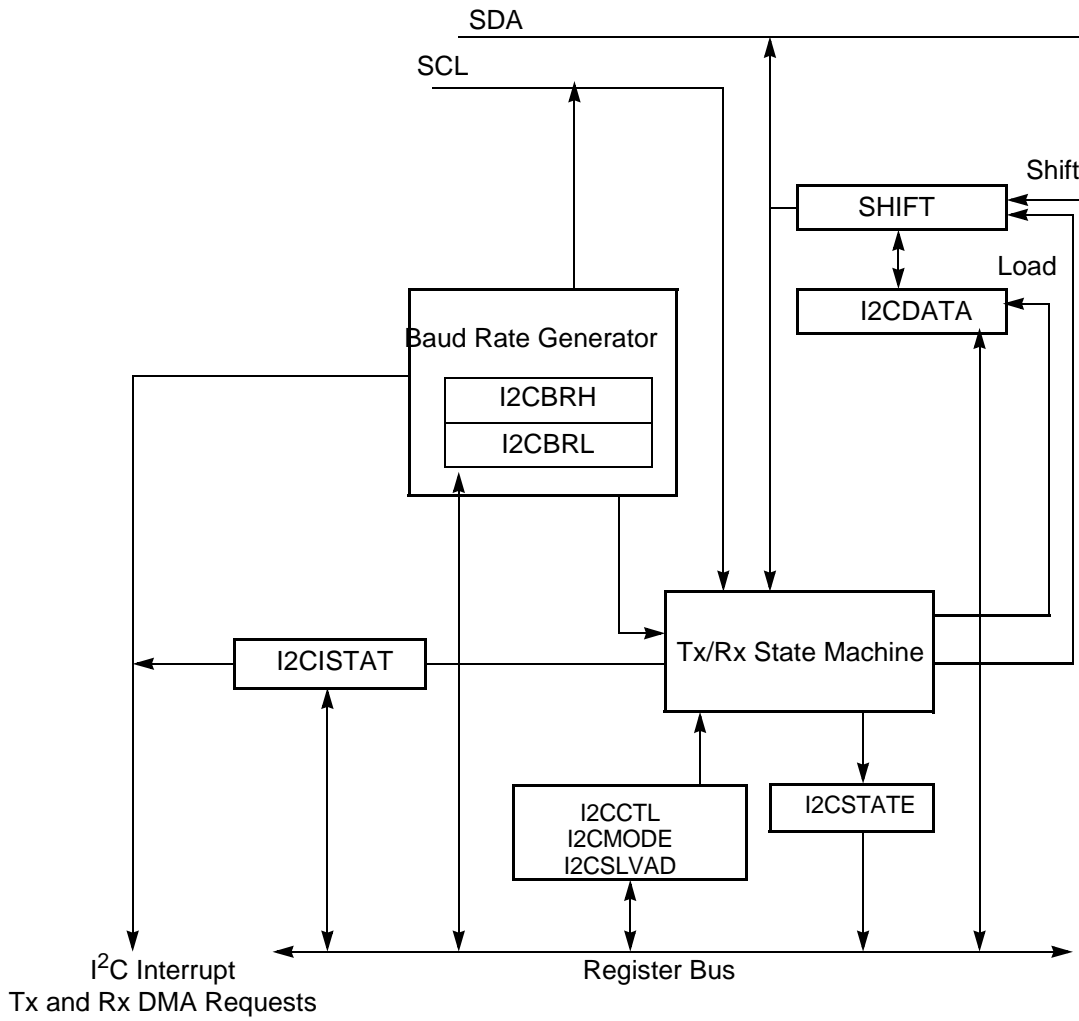 SDA
SCL
Shift
SHIFT
Load
I2CDATA
Baud Rate Generator
I2CBRH
I2CBRL
Tx/Rx State Machine
I2CISTAT
I2CSTATE
I2CCTL
I2CMODE
I2CSLVAD
Register Bus
I²C Interrupt
Tx and Rx DMA Requests